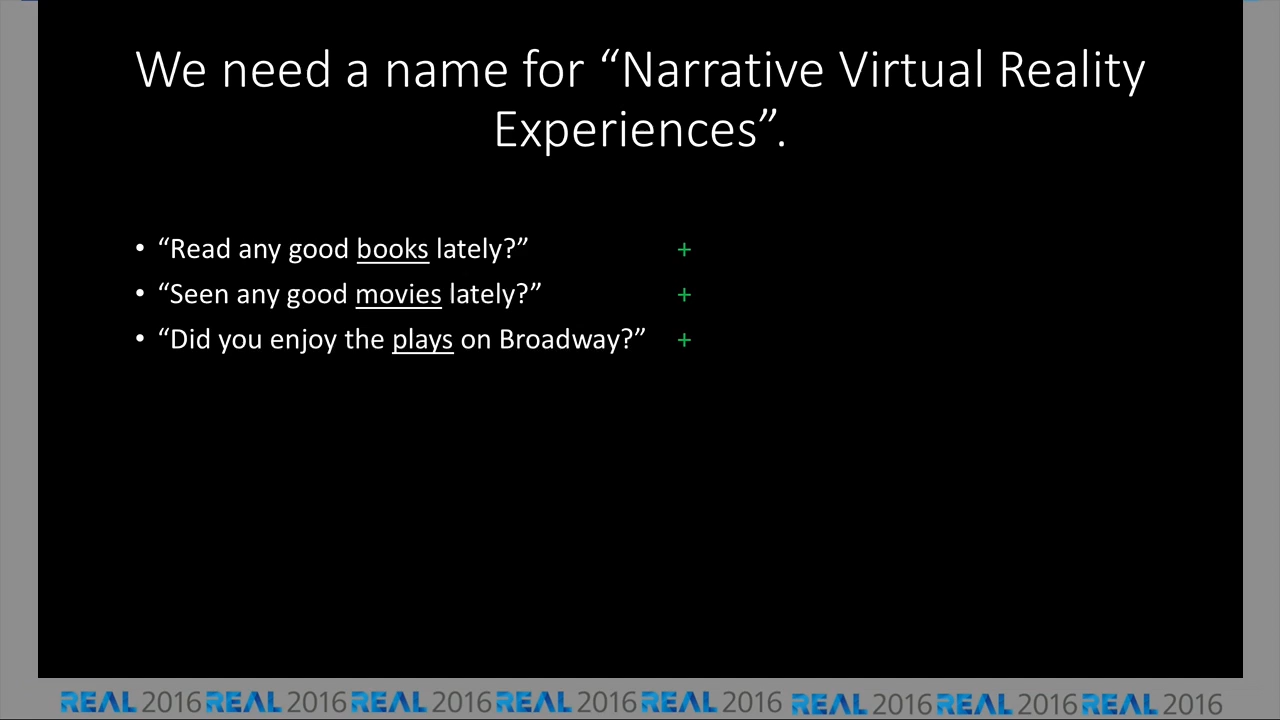 We need a name for “Narrative Virtual Reality
Experiences”.
• “Read any good books lately?” +
• “Seen any good movies lately?” +
• “Did you enjoy the plays on Broadway?” +
REAL 2016 REAL 2016 REAL 2016 REAL 2016 REAL 2016 REAL 2016 REAL 2016 REAL 2016